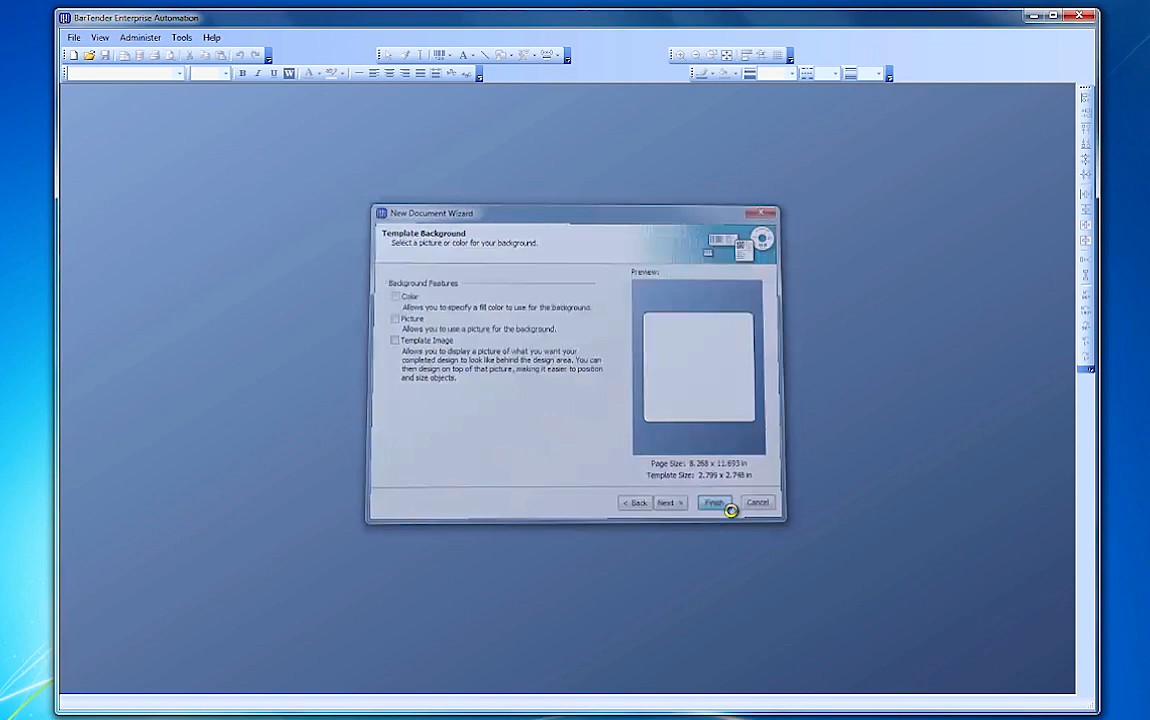 BarTender Enterprise Automation
File View Administer Tools Help
B I U W A
New Document Wizard
Template Background
Select a picture or color for your background.
Preview:
Background Features
Color
Allows you to specify a fill color to use for the background.
Picture
Allows you to use a picture for the background.
Template Image
Allows you to display a picture of what you want your
completed design to look like behind the design area. You can
then design on top of that picture, making it easier to position
and size objects.
Page Size: 8.268 x 11.693 in
Template Size: 2.799 x 2.748 in
< Back Next > Finish Cancel